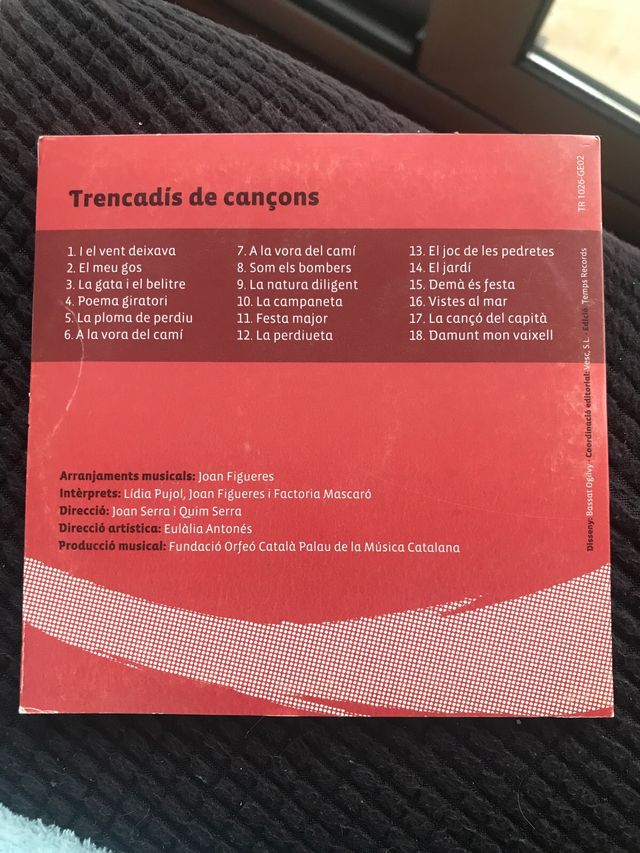 Trencadís de cançons
1. I el vent deixava
2. El meu gos
3. La gata i el belitre
4. Poema giratori
5. La ploma de perdiu
6. A la vora del camí
7. A la vora del camí
8. Som els bombers
9. La natura diligent
10. La campaneta
11. Festa major
12. La perdiueta
13. El joc de les pedretes
14. El jardí
15. Demà és festa
16. Vistes al mar
17. La cançó del capità
18. Damunt mon vaixell
Arranjaments musicals: Joan Figueres
Intèrprets: Lídia Pujol, Joan Figueres i Factoria Mascaró
Direcció: Joan Serra i Quim Serra
Direcció artística: Eulàlia Antonés
Producció musical: Fundació Orfeó Català Palau de la Música Catalana
TR 1026-GE02
Disseny: Bassat Ogilvy · Coordinació editorial: Vesc, S.L. · Edició Temps Records